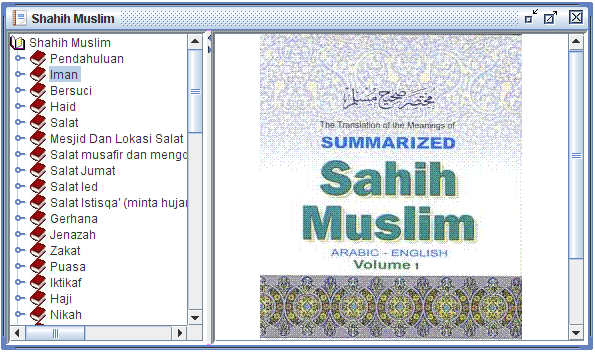 Shahih Muslim
Shahih Muslim
Pendahuluan
Iman
Bersuci
Haid
Salat
Mesjid Dan Lokasi Salat
Salat musafir dan mengq
Salat Jumat
Salat Ied
Salat Istisqa' (minta hujan
Gerhana
Jenazah
Zakat
Puasa
Iktikaf
Haji
Nikah
مختصر صحيح مسلم
The Translation of the Meanings of
SUMMARIZED
Sahih
Muslim
ARABIC - ENGLISH
Volume 1